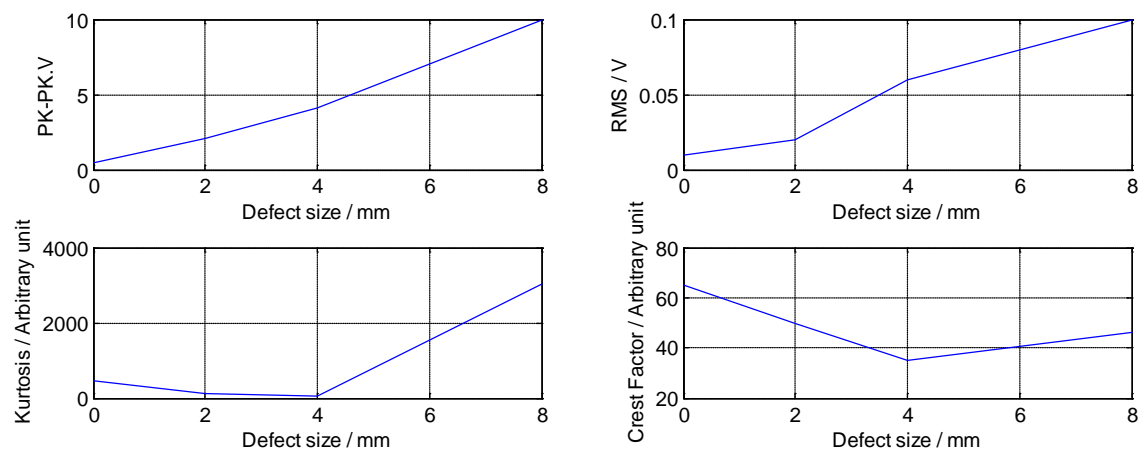 10
5
0
PK-PK.V
0 2 4 6 8
Defect size / mm
0.1
0.05
0
RMS / V
0 2 4 6 8
Defect size / mm
4000
2000
0
Kurtosis / Arbitrary unit
0 2 4 6 8
Defect size / mm
80
60
40
20
Crest Factor / Arbitrary unit
0 2 4 6 8
Defect size / mm